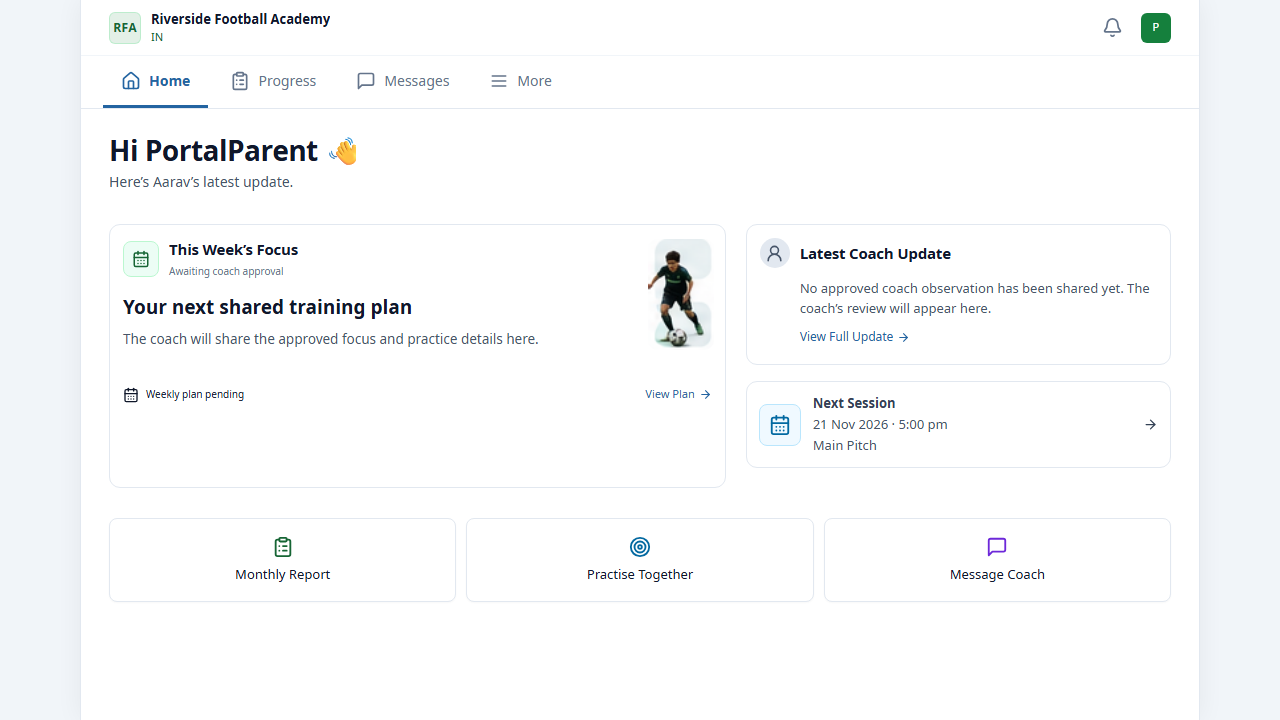 RFA
Riverside Football Academy
IN
P
Home
Progress
Messages
More
Hi PortalParent 👋
Here’s Aarav’s latest update.
This Week’s Focus
Awaiting coach approval
Your next shared training plan
The coach will share the approved focus and practice details here.
Weekly plan pending
View Plan →
Latest Coach Update
No approved coach observation has been shared yet. The
coach’s review will appear here.
View Full Update →
Next Session
21 Nov 2026 · 5:00 pm
Main Pitch
Monthly Report
Practise Together
Message Coach